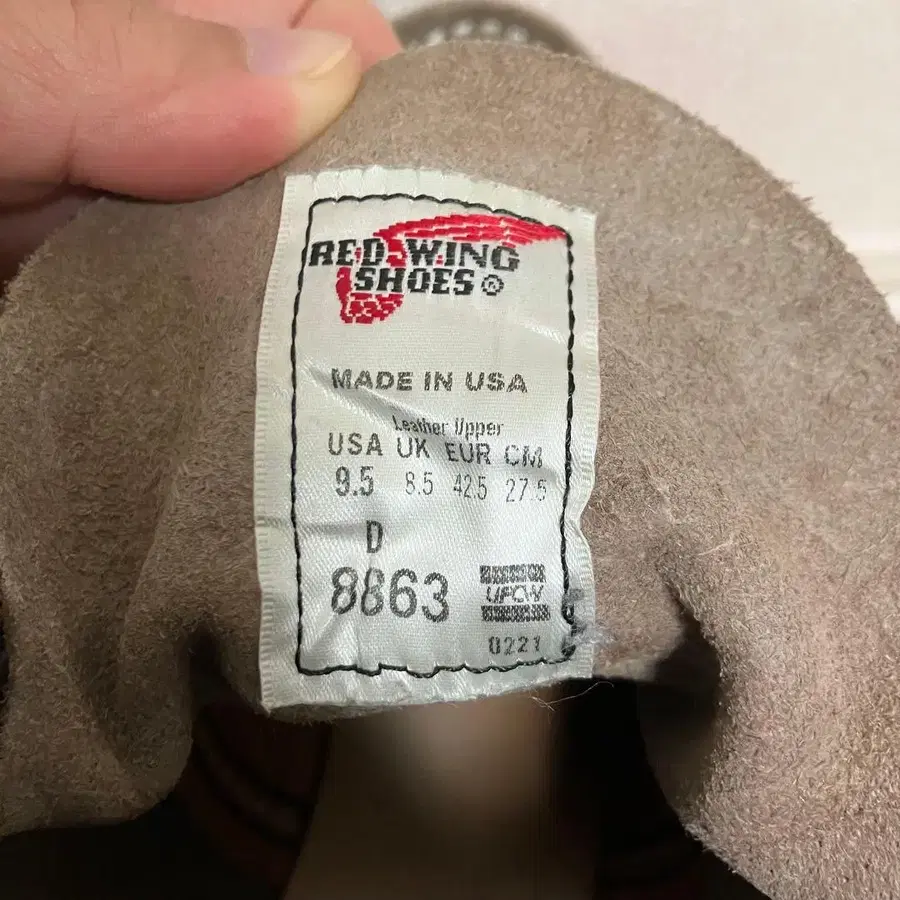 RED WING
SHOES®
MADE IN USA
Leather Upper
USA UK EUR CM
9.5 8.5 42.5 27.5
D
8863
UFCW
0221